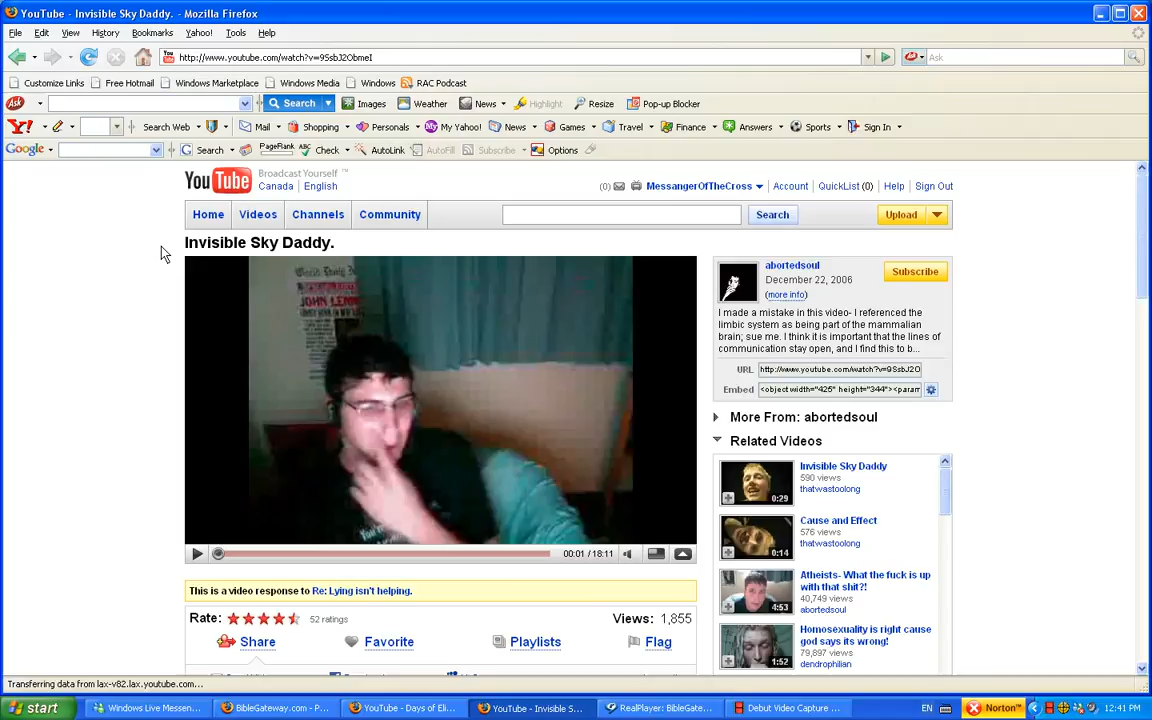 YouTube - Invisible Sky Daddy. - Mozilla Firefox
File Edit View History Bookmarks Yahoo! Tools Help
http://www.youtube.com/watch?v=9SsbJ2ObmeI Ask
Customize Links Free Hotmail Windows Marketplace Windows Media Windows RAC Podcast
Ask Search Images Weather News Highlight Resize Pop-up Blocker
Y! Search Web Mail Shopping Personals My Yahoo! News Games Travel Finance Answers Sports Sign In
Google Search PageRank Check AutoLink AutoFill Subscribe Options
YouTube Broadcast Yourself ™
Canada English
(0) MessangerOfTheCross Account QuickList (0) Help Sign Out
Home Videos Channels Community Search Upload
Invisible Sky Daddy.
JOHN LENN
00:01 / 18:11
This is a video response to Re: Lying isn't helping.
Rate: 52 ratings Views: 1,855
Share Favorite Playlists Flag
abortedsoul
December 22, 2006
(more info)
Subscribe
I made a mistake in this video- I referenced the
limbic system as being part of the mammalian
brain; sue me. I think it is important that the lines of
communication stay open, and I find this to b...
URL http://www.youtube.com/watch?v=9SsbJ2O
Embed <object width="425" height="344"><param
More From: abortedsoul
Related Videos
Invisible Sky Daddy
590 views
thatwastoolong
0:29
Cause and Effect
576 views
thatwastoolong
0:14
Atheists- What the fuck is up
with that shit?!
40,749 views
abortedsoul
4:53
Homosexuality is right cause
god says its wrong!
79,897 views
dendrophilian
1:52
Transferring data from lax-v82.lax.youtube.com...
start Windows Live Messen... BibleGateway.com - P... YouTube - Days of Eli... YouTube - Invisible S... RealPlayer: BibleGate... Debut Video Capture ... EN Norton™ 12:41 PM